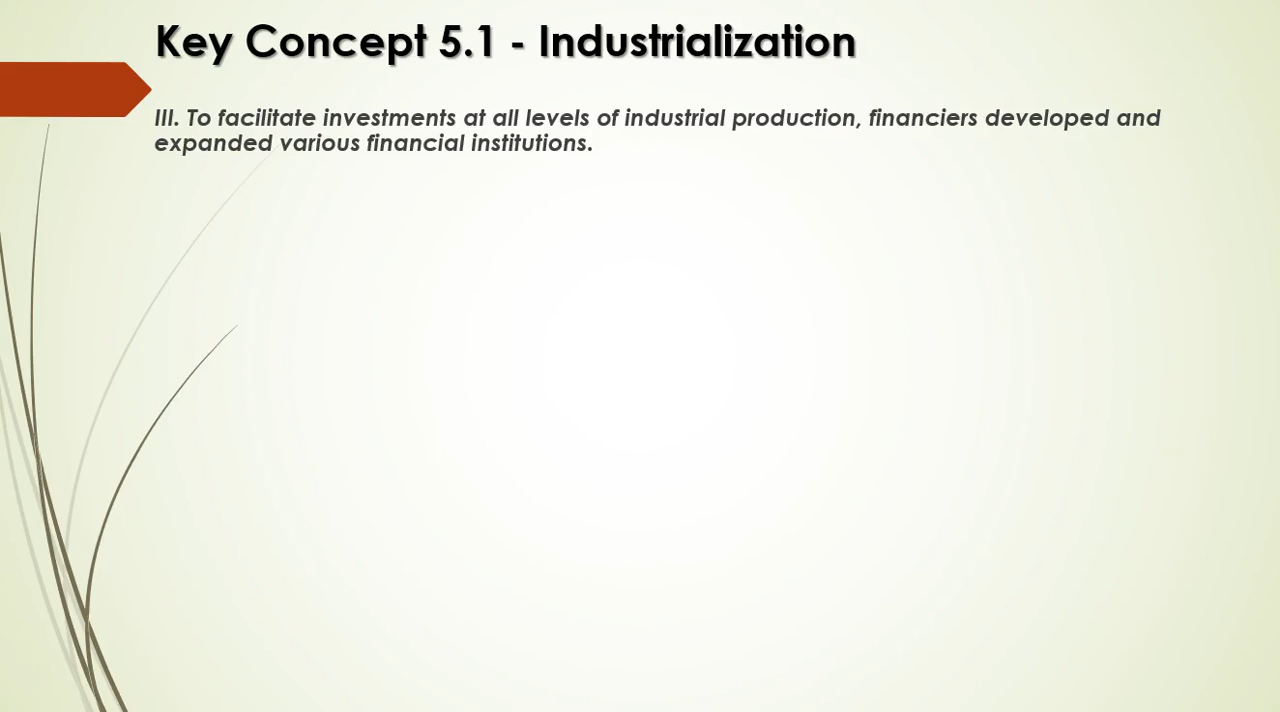 Key Concept 5.1 - Industrialization
III. To facilitate investments at all levels of industrial production, financiers developed and
expanded various financial institutions.